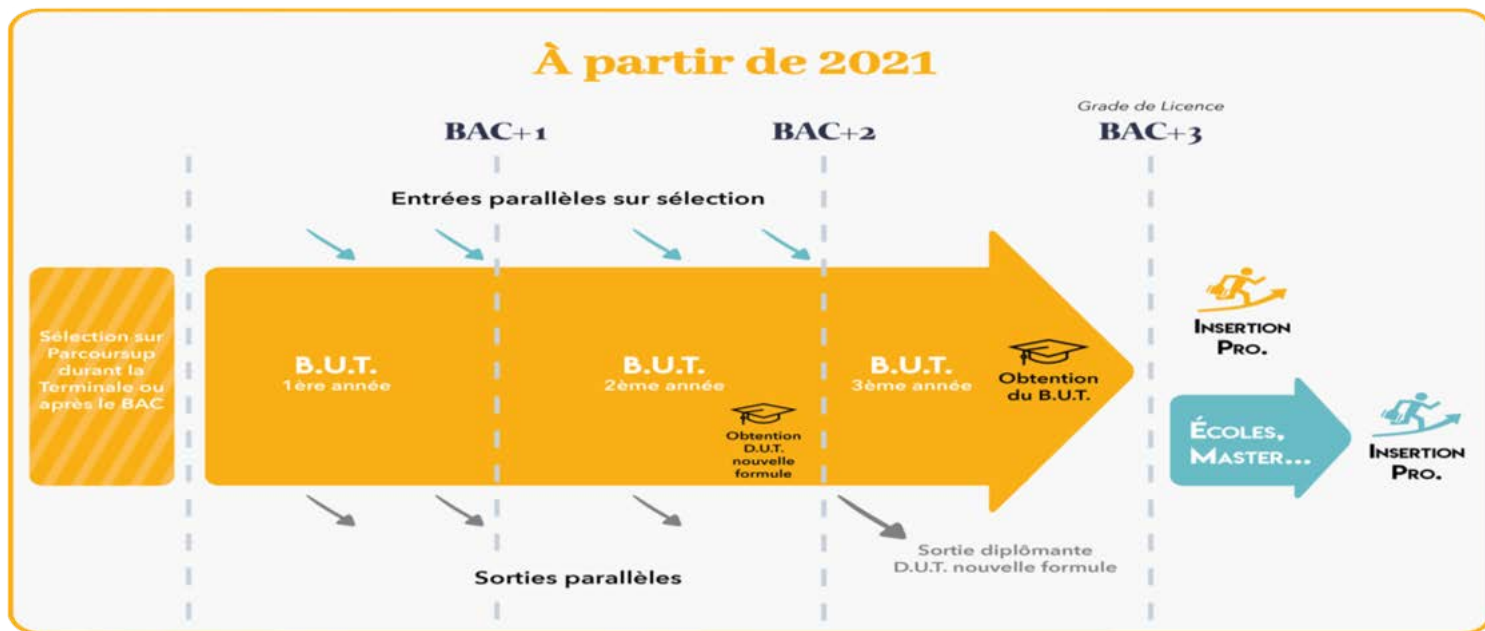 À partir de 2021
Grade de Licence
BAC+1
BAC+2
BAC+3
Entrées parallèles sur sélection
Sélection sur
Parcoursup
durant la
Terminale ou
après le BAC
B.U.T.
1ère année
B.U.T.
2ème année
Obtention
D.U.T.
nouvelle
formule
B.U.T.
3ème année
Obtention
du B.U.T.
INSERTION
PRO.
ÉCOLES,
MASTER...
INSERTION
PRO.
Sorties parallèles
Sortie diplômante
D.U.T. nouvelle formule